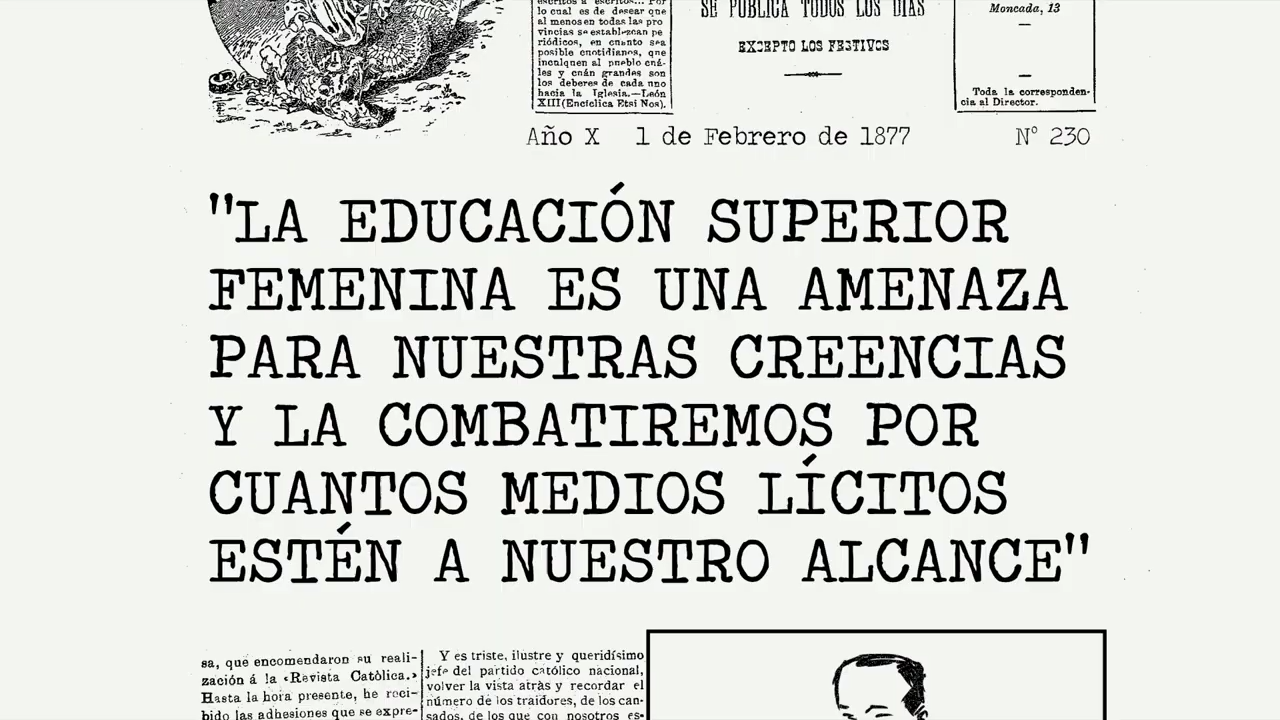 escritos a escritos... Por
lo cual es de desear que
al menos en todas las pro
vincias se establezcan pe
riódicos, en cuanto sea
posible cuotidianos, que
inculquen al pueblo cuá-
les y cuán grandes son
los deberes de cada uno
hacia la Iglesia.—León
XIII(Encíclica Etsi Nos).
SE PUBLICA TODOS LOS DIAS
EXCEPTO LOS FESTIVOS
Moncada, 13
Toda la corresponden-
cia al Director.
Año X 1 de Febrero de 1877 Nº 230
"LA EDUCACIÓN SUPERIOR
FEMENINA ES UNA AMENAZA
PARA NUESTRAS CREENCIAS
Y LA COMBATIREMOS POR
CUANTOS MEDIOS LÍCITOS
ESTÉN A NUESTRO ALCANCE"
sa, que encomendaron su reali-
zación á la «Revista Católica.»
Hasta la hora presente, he reci-
bido las adhesiones que se expre-
Y es triste, ilustre y queridísimo
jefe del partido católico nacional,
volver la vista atrás y recordar el
número de los traidores, de los can-
sados, de los que con nosotros es-